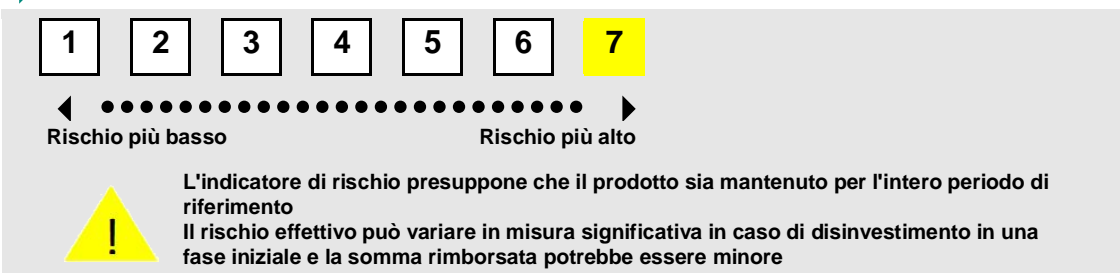 1 2 3 4 5 6 7
Rischio più basso Rischio più alto
L'indicatore di rischio presuppone che il prodotto sia mantenuto per l'intero periodo di
riferimento
!
Il rischio effettivo può variare in misura significativa in caso di disinvestimento in una
fase iniziale e la somma rimborsata potrebbe essere minore